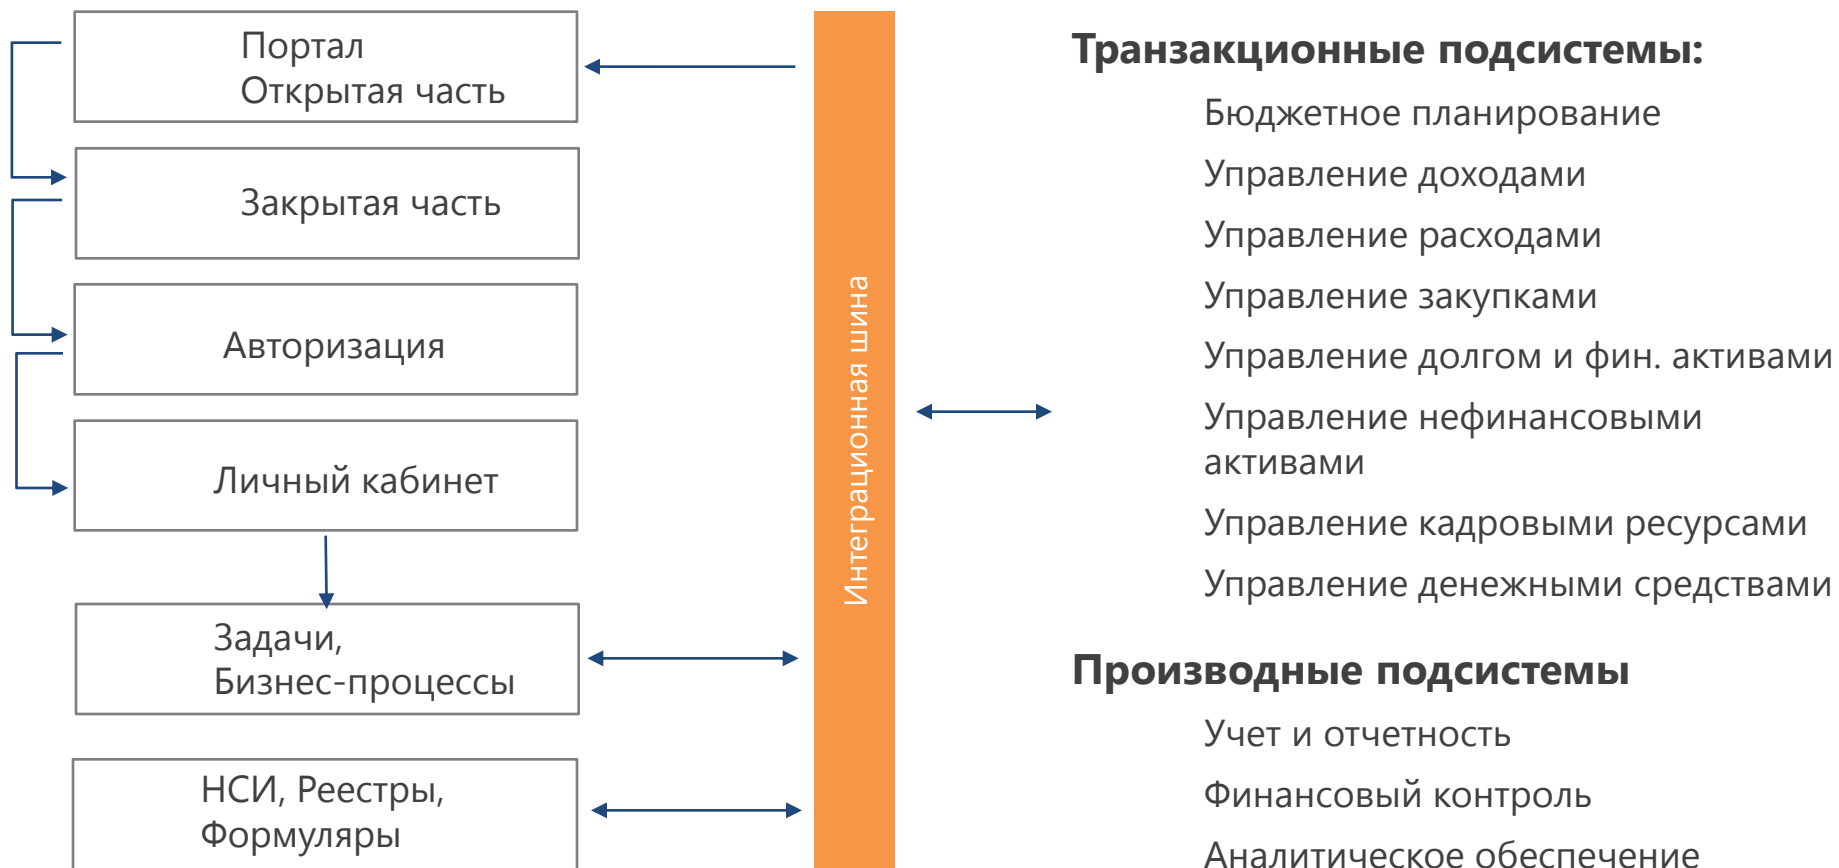 Портал
Открытая часть
Закрытая часть
Авторизация
Личный кабинет
Задачи,
Бизнес-процессы
НСИ, Реестры,
Формуляры
Интеграционная шина
Транзакционные подсистемы:
Бюджетное планирование
Управление доходами
Управление расходами
Управление закупками
Управление долгом и фин. активами
Управление нефинансовыми
активами
Управление кадровыми ресурсами
Управление денежными средствами
Производные подсистемы
Учет и отчетность
Финансовый контроль
Аналитическое обеспечение